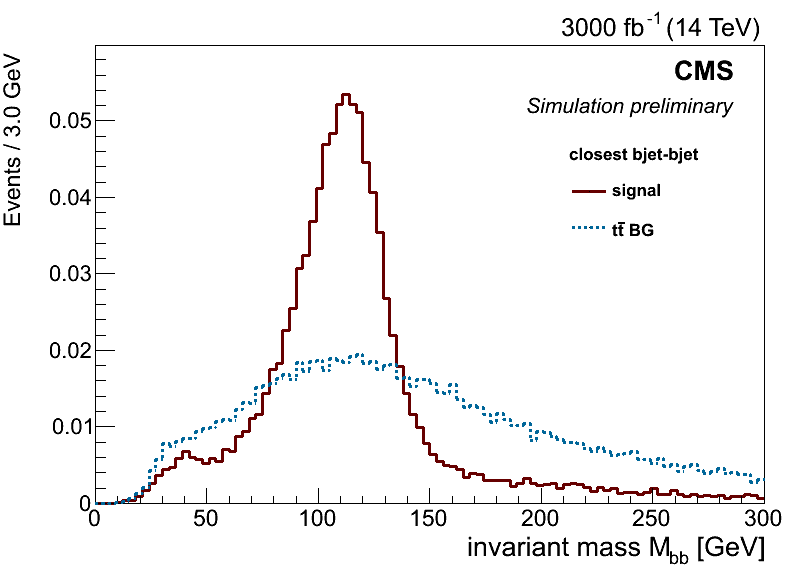 3000 fb⁻¹ (14 TeV)
CMS
Simulation preliminary
closest bjet-bjet
signal
tt̄ BG
Events / 3.0 GeV
0.05
0.04
0.03
0.02
0.01
0
0 50 100 150 200 250 300
invariant mass M_bb [GeV]